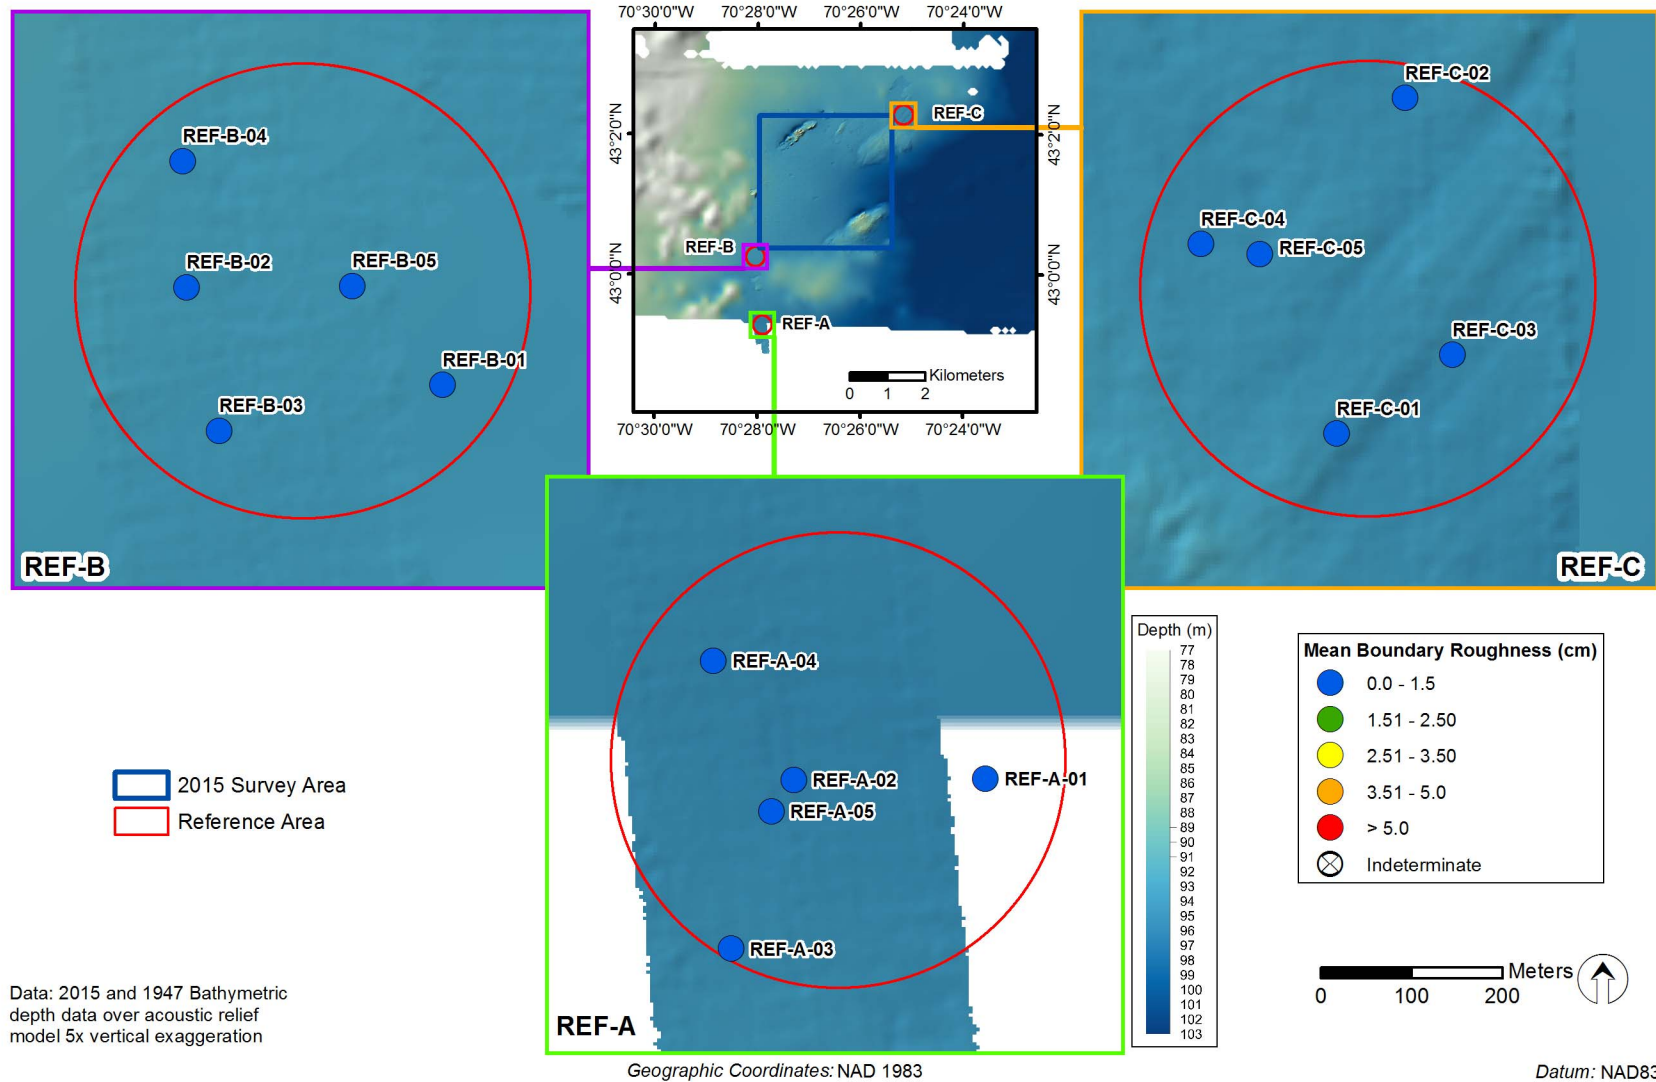 70°30'0"W 70°28'0"W 70°26'0"W 70°24'0"W
REF-B-04
REF-B-02
REF-B-05
REF-B-01
REF-B-03
REF-B
43°2'0"N
43°0'0"N
REF-C
REF-B
REF-A
Kilometers
0 1 2
43°2'0"N
43°0'0"N
70°30'0"W 70°28'0"W 70°26'0"W 70°24'0"W
REF-C-02
REF-C-04
REF-C-05
REF-C-03
REF-C-01
REF-C
REF-A-04
REF-A-02
REF-A-01
REF-A-05
REF-A-03
REF-A
Depth (m)
77
78
79
80
81
82
83
84
85
86
87
88
89
90
91
92
93
94
95
96
97
98
99
100
101
102
103
Mean Boundary Roughness (cm)
0.0 - 1.5
1.51 - 2.50
2.51 - 3.50
3.51 - 5.0
> 5.0
Indeterminate
2015 Survey Area
Reference Area
Meters
0 100 200
Data: 2015 and 1947 Bathymetric
depth data over acoustic relief
model 5x vertical exaggeration
Geographic Coordinates: NAD 1983
Datum: NAD83